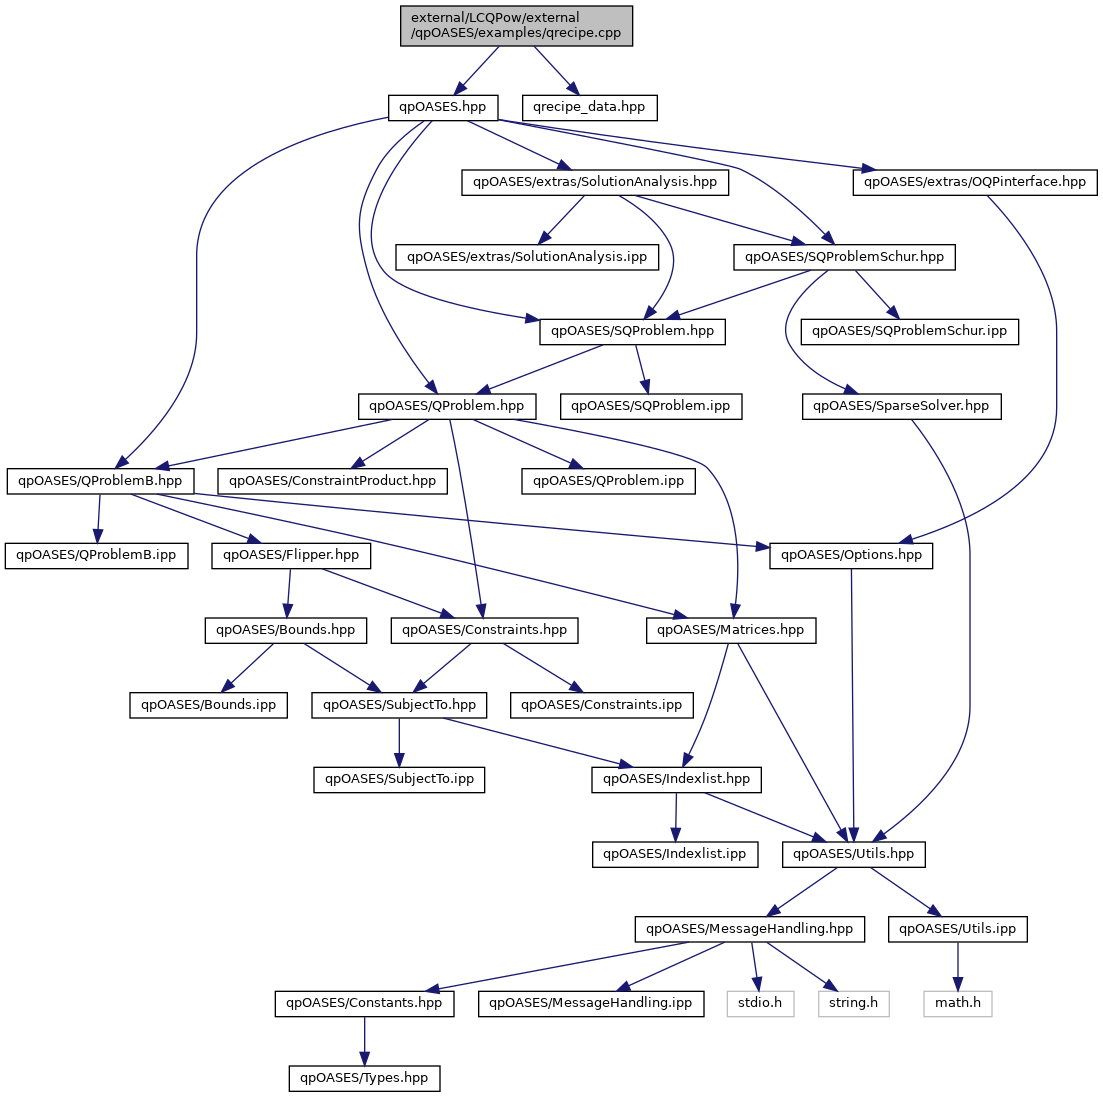 external/LCQPow/external
/qpOASES/examples/qrecipe.cpp
qpOASES.hpp
qrecipe_data.hpp
qpOASES/extras/SolutionAnalysis.hpp
qpOASES/extras/OQPinterface.hpp
qpOASES/extras/SolutionAnalysis.ipp
qpOASES/SQProblemSchur.hpp
qpOASES/SQProblem.hpp
qpOASES/SQProblemSchur.ipp
qpOASES/QProblem.hpp
qpOASES/SQProblem.ipp
qpOASES/SparseSolver.hpp
qpOASES/QProblemB.hpp
qpOASES/ConstraintProduct.hpp
qpOASES/QProblem.ipp
qpOASES/QProblemB.ipp
qpOASES/Flipper.hpp
qpOASES/Options.hpp
qpOASES/Bounds.hpp
qpOASES/Constraints.hpp
qpOASES/Matrices.hpp
qpOASES/Bounds.ipp
qpOASES/SubjectTo.hpp
qpOASES/Constraints.ipp
qpOASES/SubjectTo.ipp
qpOASES/Indexlist.hpp
qpOASES/Indexlist.ipp
qpOASES/Utils.hpp
qpOASES/MessageHandling.hpp
qpOASES/Utils.ipp
qpOASES/Constants.hpp
qpOASES/MessageHandling.ipp
stdio.h
string.h
math.h
qpOASES/Types.hpp